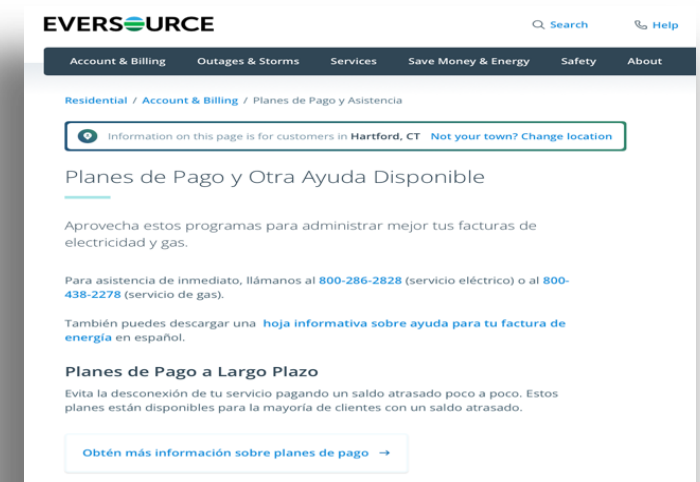 EVERSOURCE
Search
Help
Account & Billing
Outages & Storms
Services
Save Money & Energy
Safety
About
Residential / Account & Billing / Planes de Pago y Asistencia
Information on this page is for customers in Hartford, CT Not your town? Change location
Planes de Pago y Otra Ayuda Disponible
Aprovecha estos programas para administrar mejor tus facturas de
electricidad y gas.
Para asistencia de inmediato, llámanos al 800-286-2828 (servicio eléctrico) o al 800-
438-2278 (servicio de gas).
También puedes descargar una hoja informativa sobre ayuda para tu factura de
energía en español.
Planes de Pago a Largo Plazo
Evita la desconexión de tu servicio pagando un saldo atrasado poco a poco. Estos
planes están disponibles para la mayoría de clientes con un saldo atrasado.
Obtén más información sobre planes de pago →